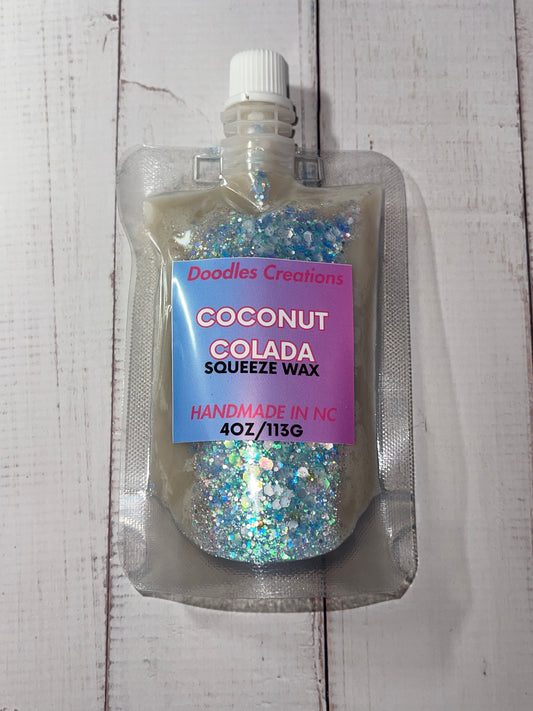 Doodles Creations
COCONUT
COLADA
SQUEEZE WAX
HANDMADE IN NC
4OZ/113G